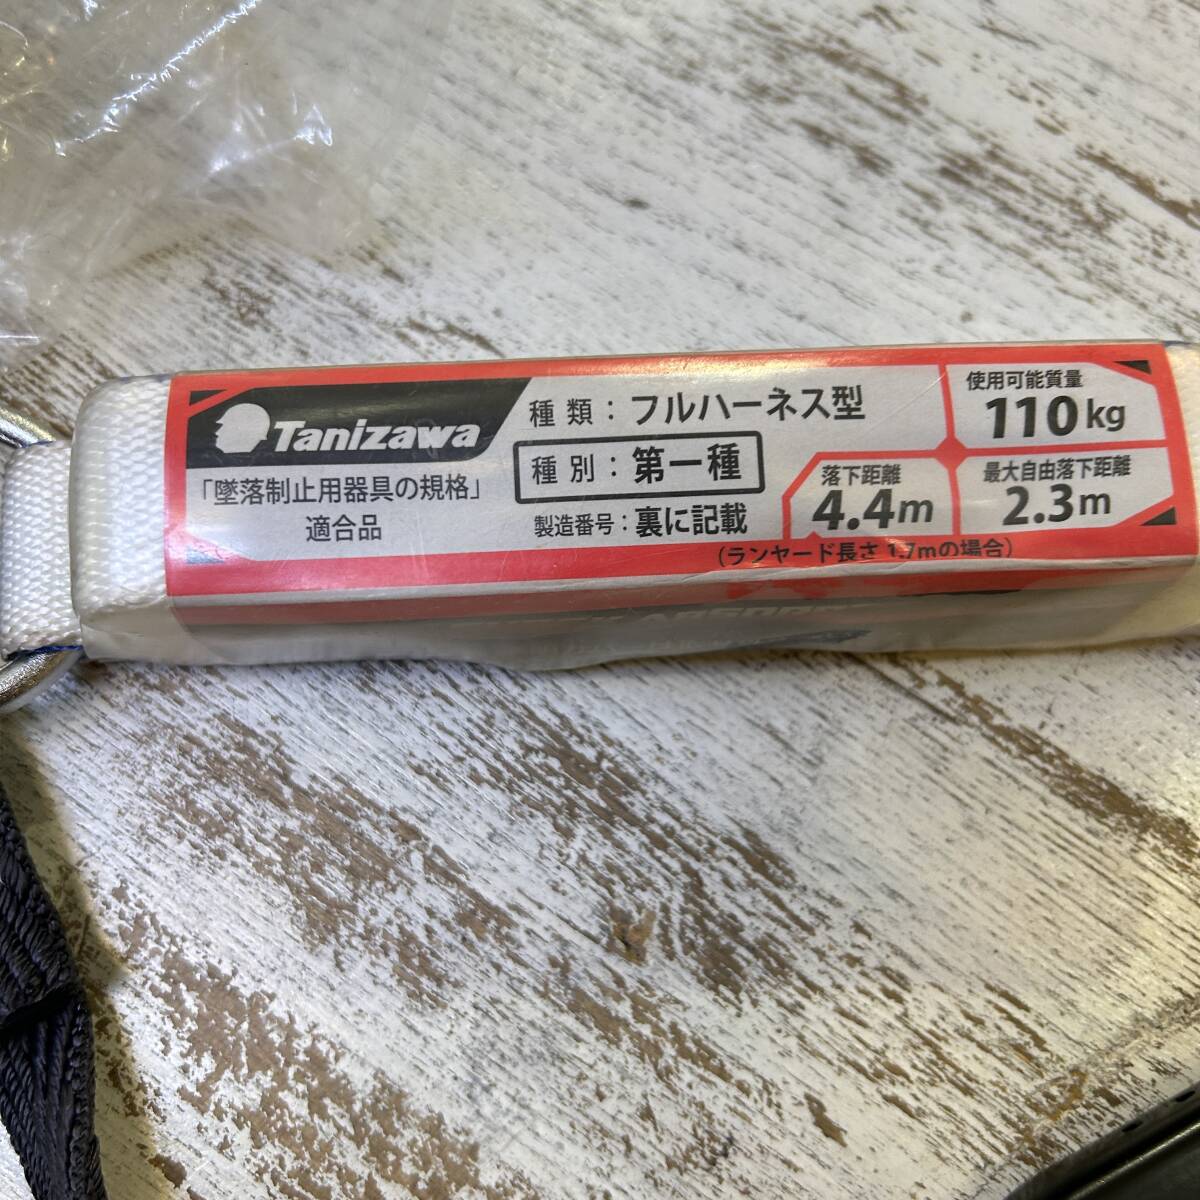 Tanizawa
「墜落制止用器具の規格」
適合品
種類：フルハーネス型
種別：第一種
製造番号：裏に記載
使用可能質量
110kg
落下距離
4.4m
最大自由落下距離
2.3m
(ランヤード長さ 1.7mの場合)